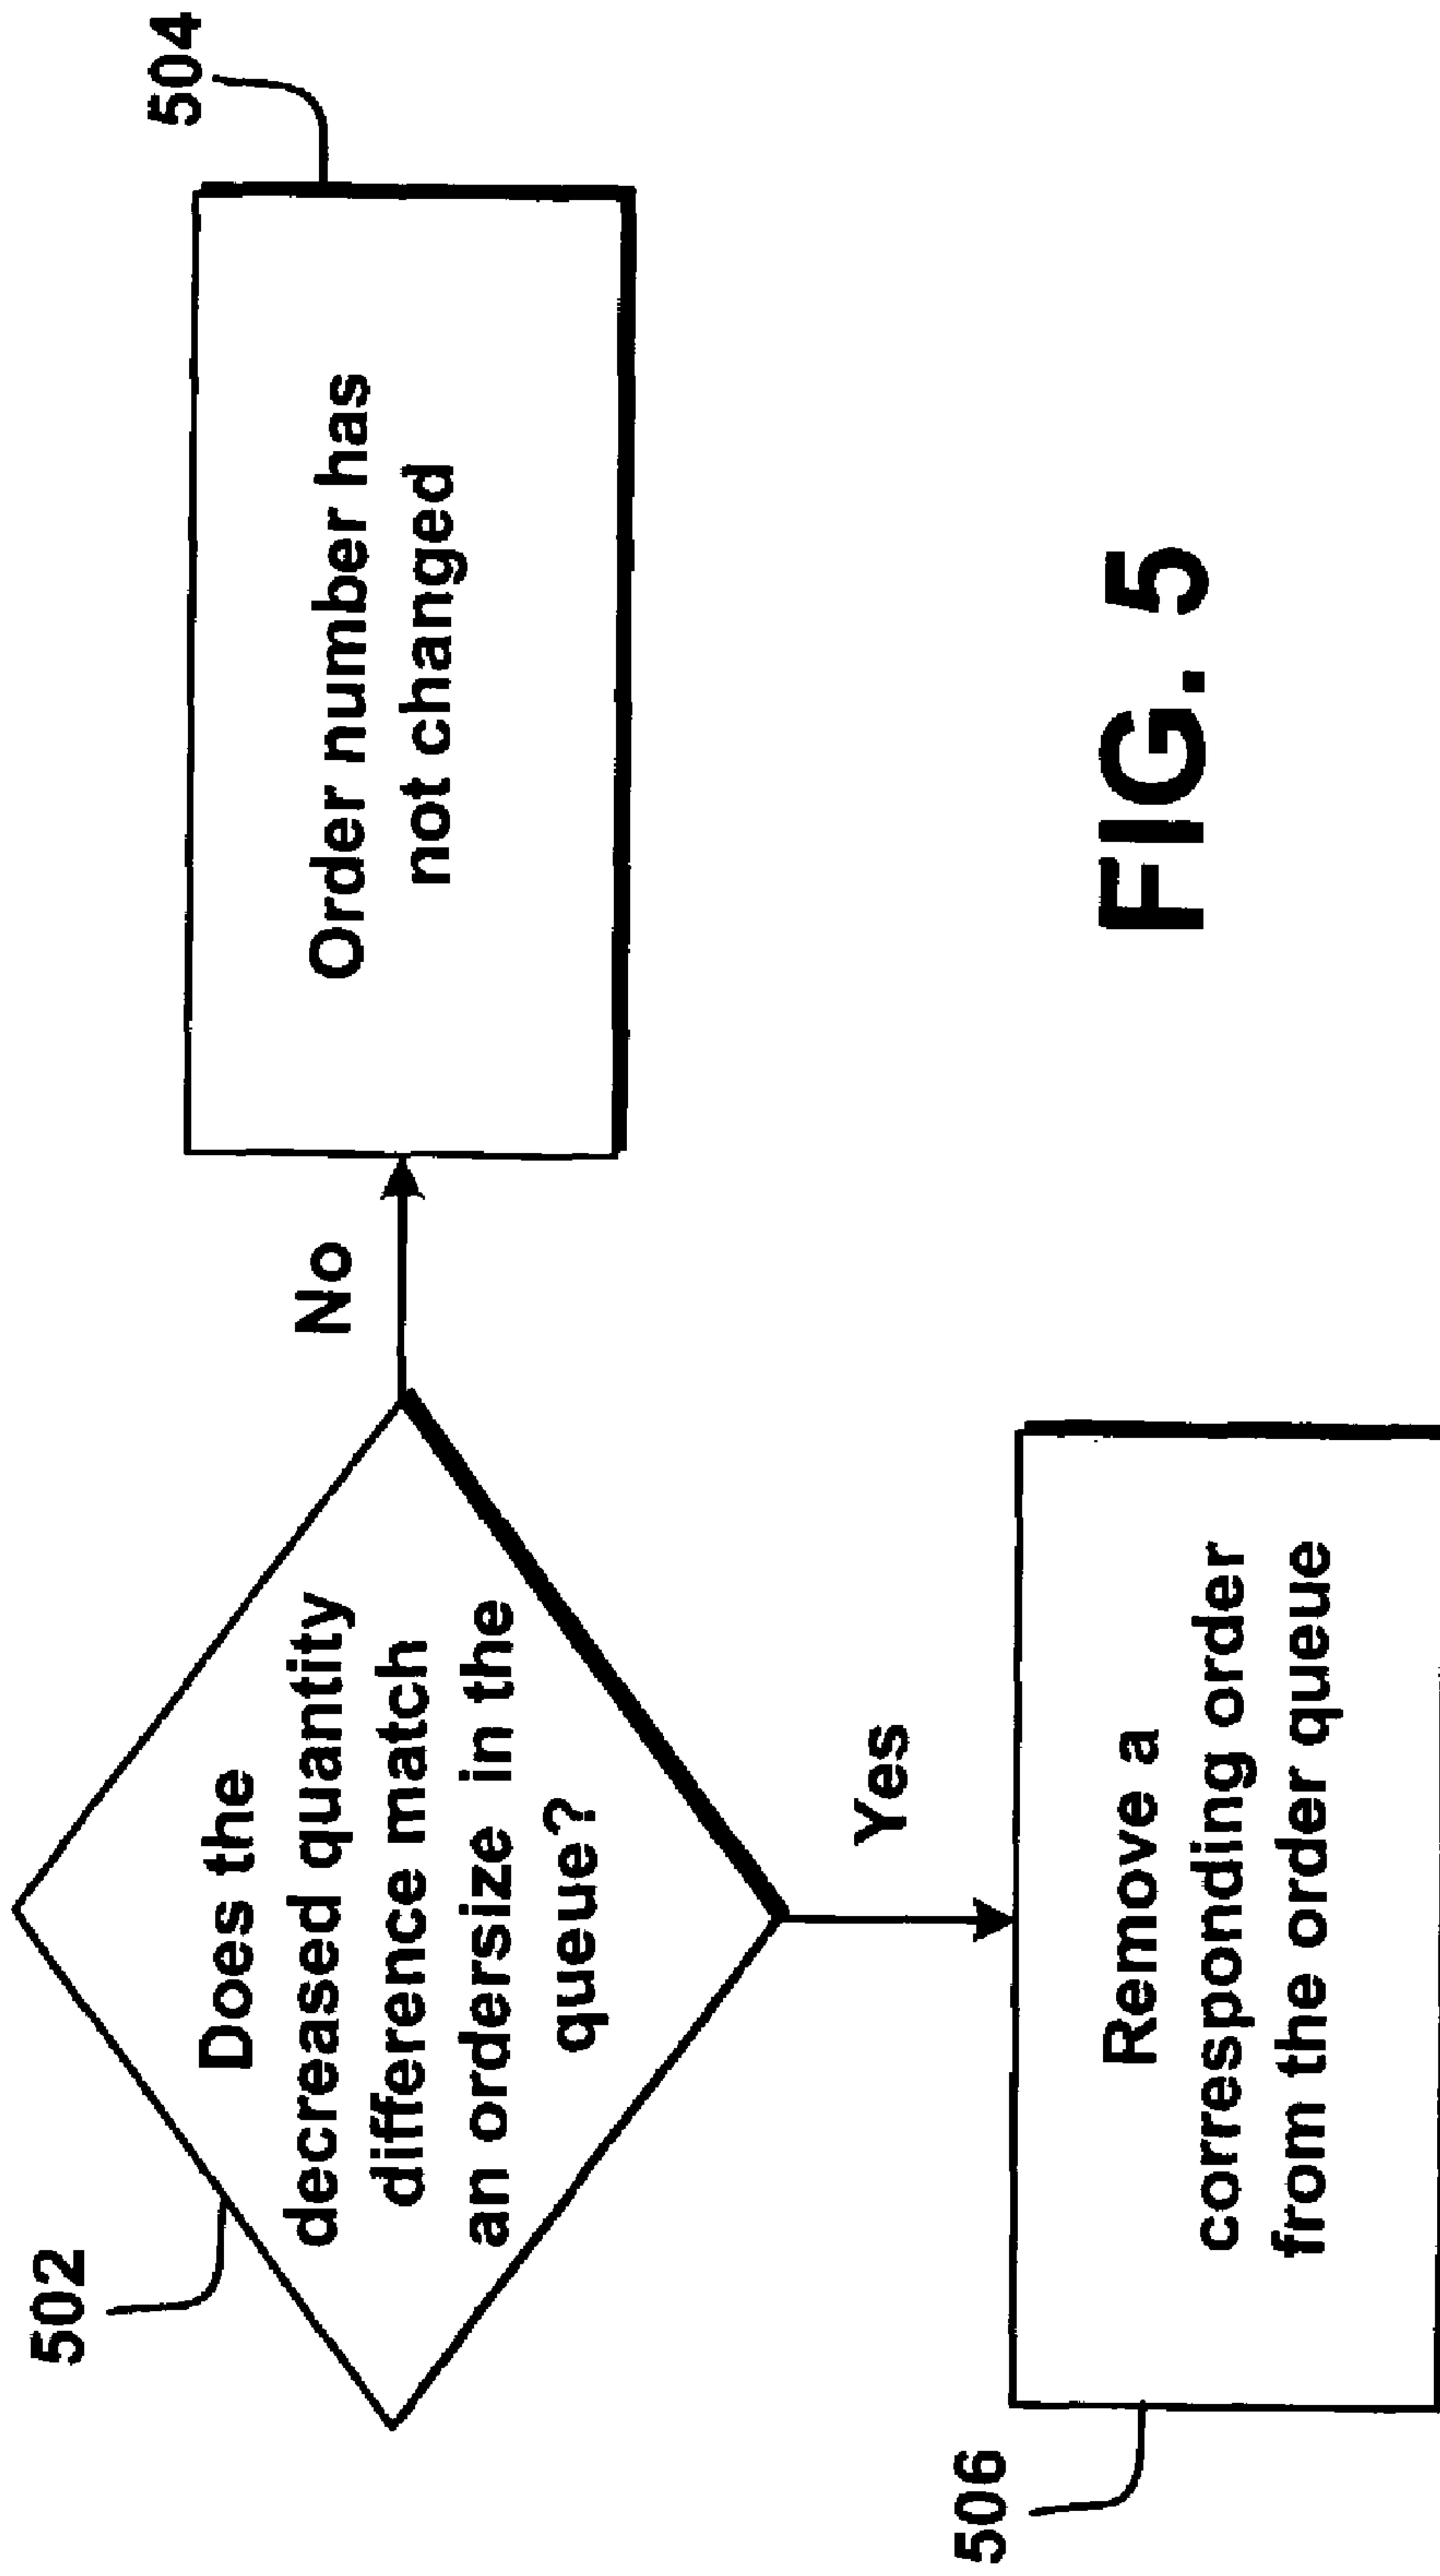 502
Does the
decreased quantity
difference match
an ordersize in the
queue?
No
504
Order number has
not changed
Yes
506
Remove a
corresponding order
from the order queue
FIG. 5